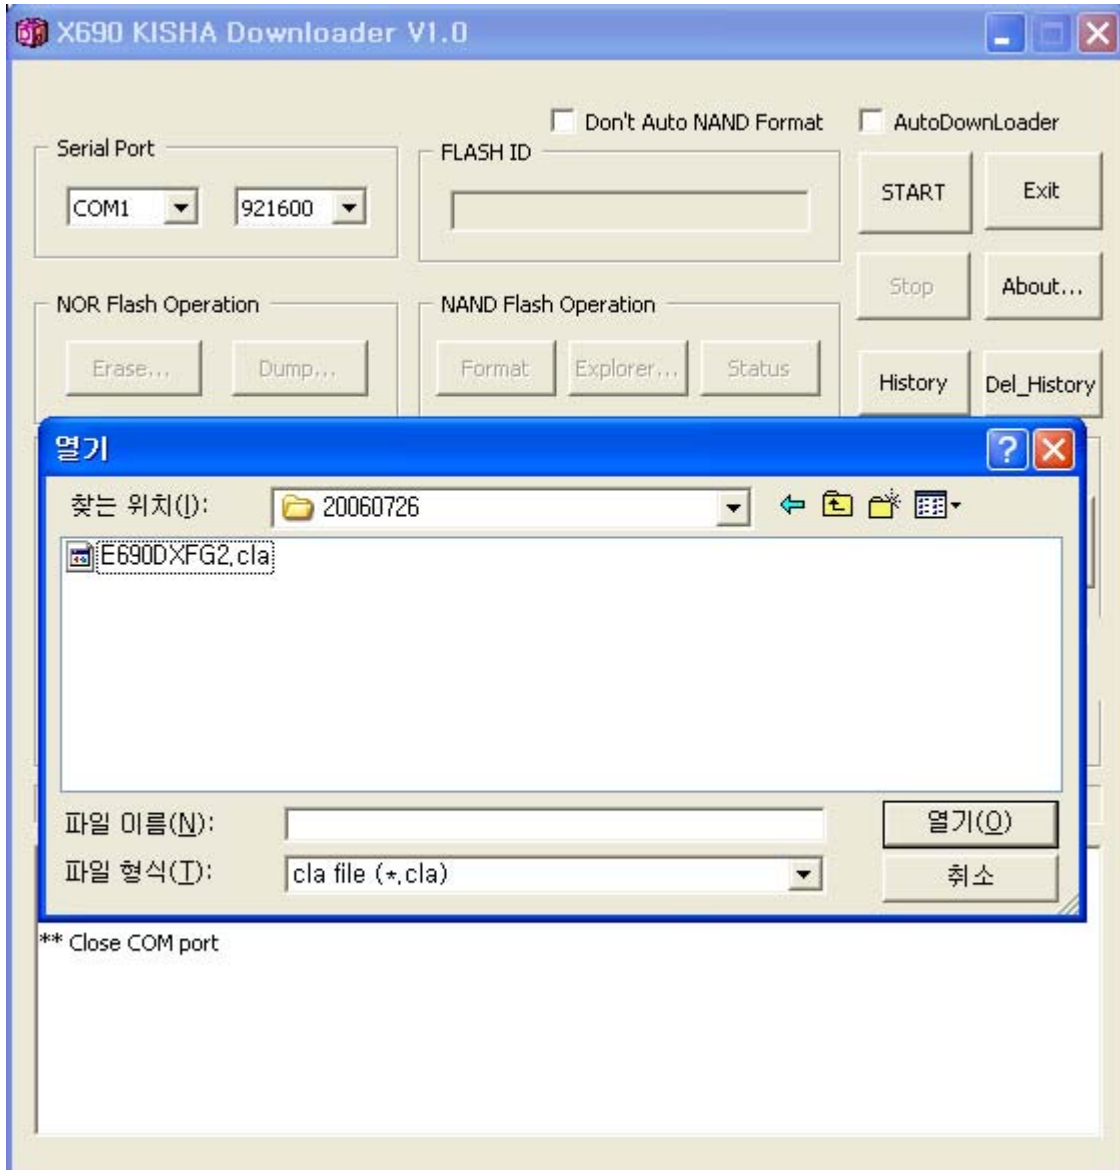 X690 KISHA Downloader V1.0
Don't Auto NAND Format
AutoDownLoader
Serial Port
FLASH ID
COM1
921600
START
Exit
Stop
About...
NOR Flash Operation
NAND Flash Operation
Erase...
Dump...
Format
Explorer...
Status
History
Del_History
열기
찾는 위치(I):
20060726
E690DXFG2.cla
파일 이름(N):
열기(O)
파일 형식(T):
cla file (*.cla)
취소
** Close COM port